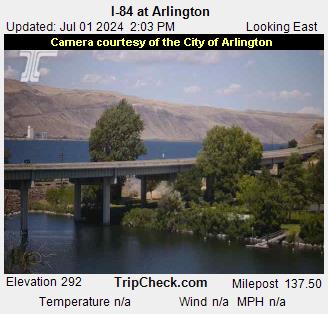 I-84 at Arlington
Updated: Jul 01 2024 2:03 PM Looking East
Camera courtesy of the City of Arlington
Elevation 292 TripCheck.com Milepost 137.50
Temperature n/a Wind n/a MPH n/a